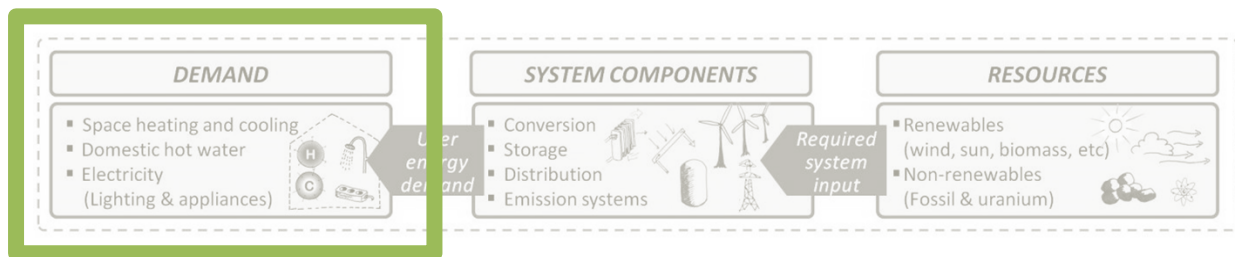 DEMAND
▪ Space heating and cooling
▪ Domestic hot water
▪ Electricity
(Lighting & appliances)
H
C
User
energy
demand
SYSTEM COMPONENTS
▪ Conversion
▪ Storage
▪ Distribution
▪ Emission systems
Required
system
input
RESOURCES
▪ Renewables
(wind, sun, biomass, etc)
▪ Non-renewables
(Fossil & uranium)